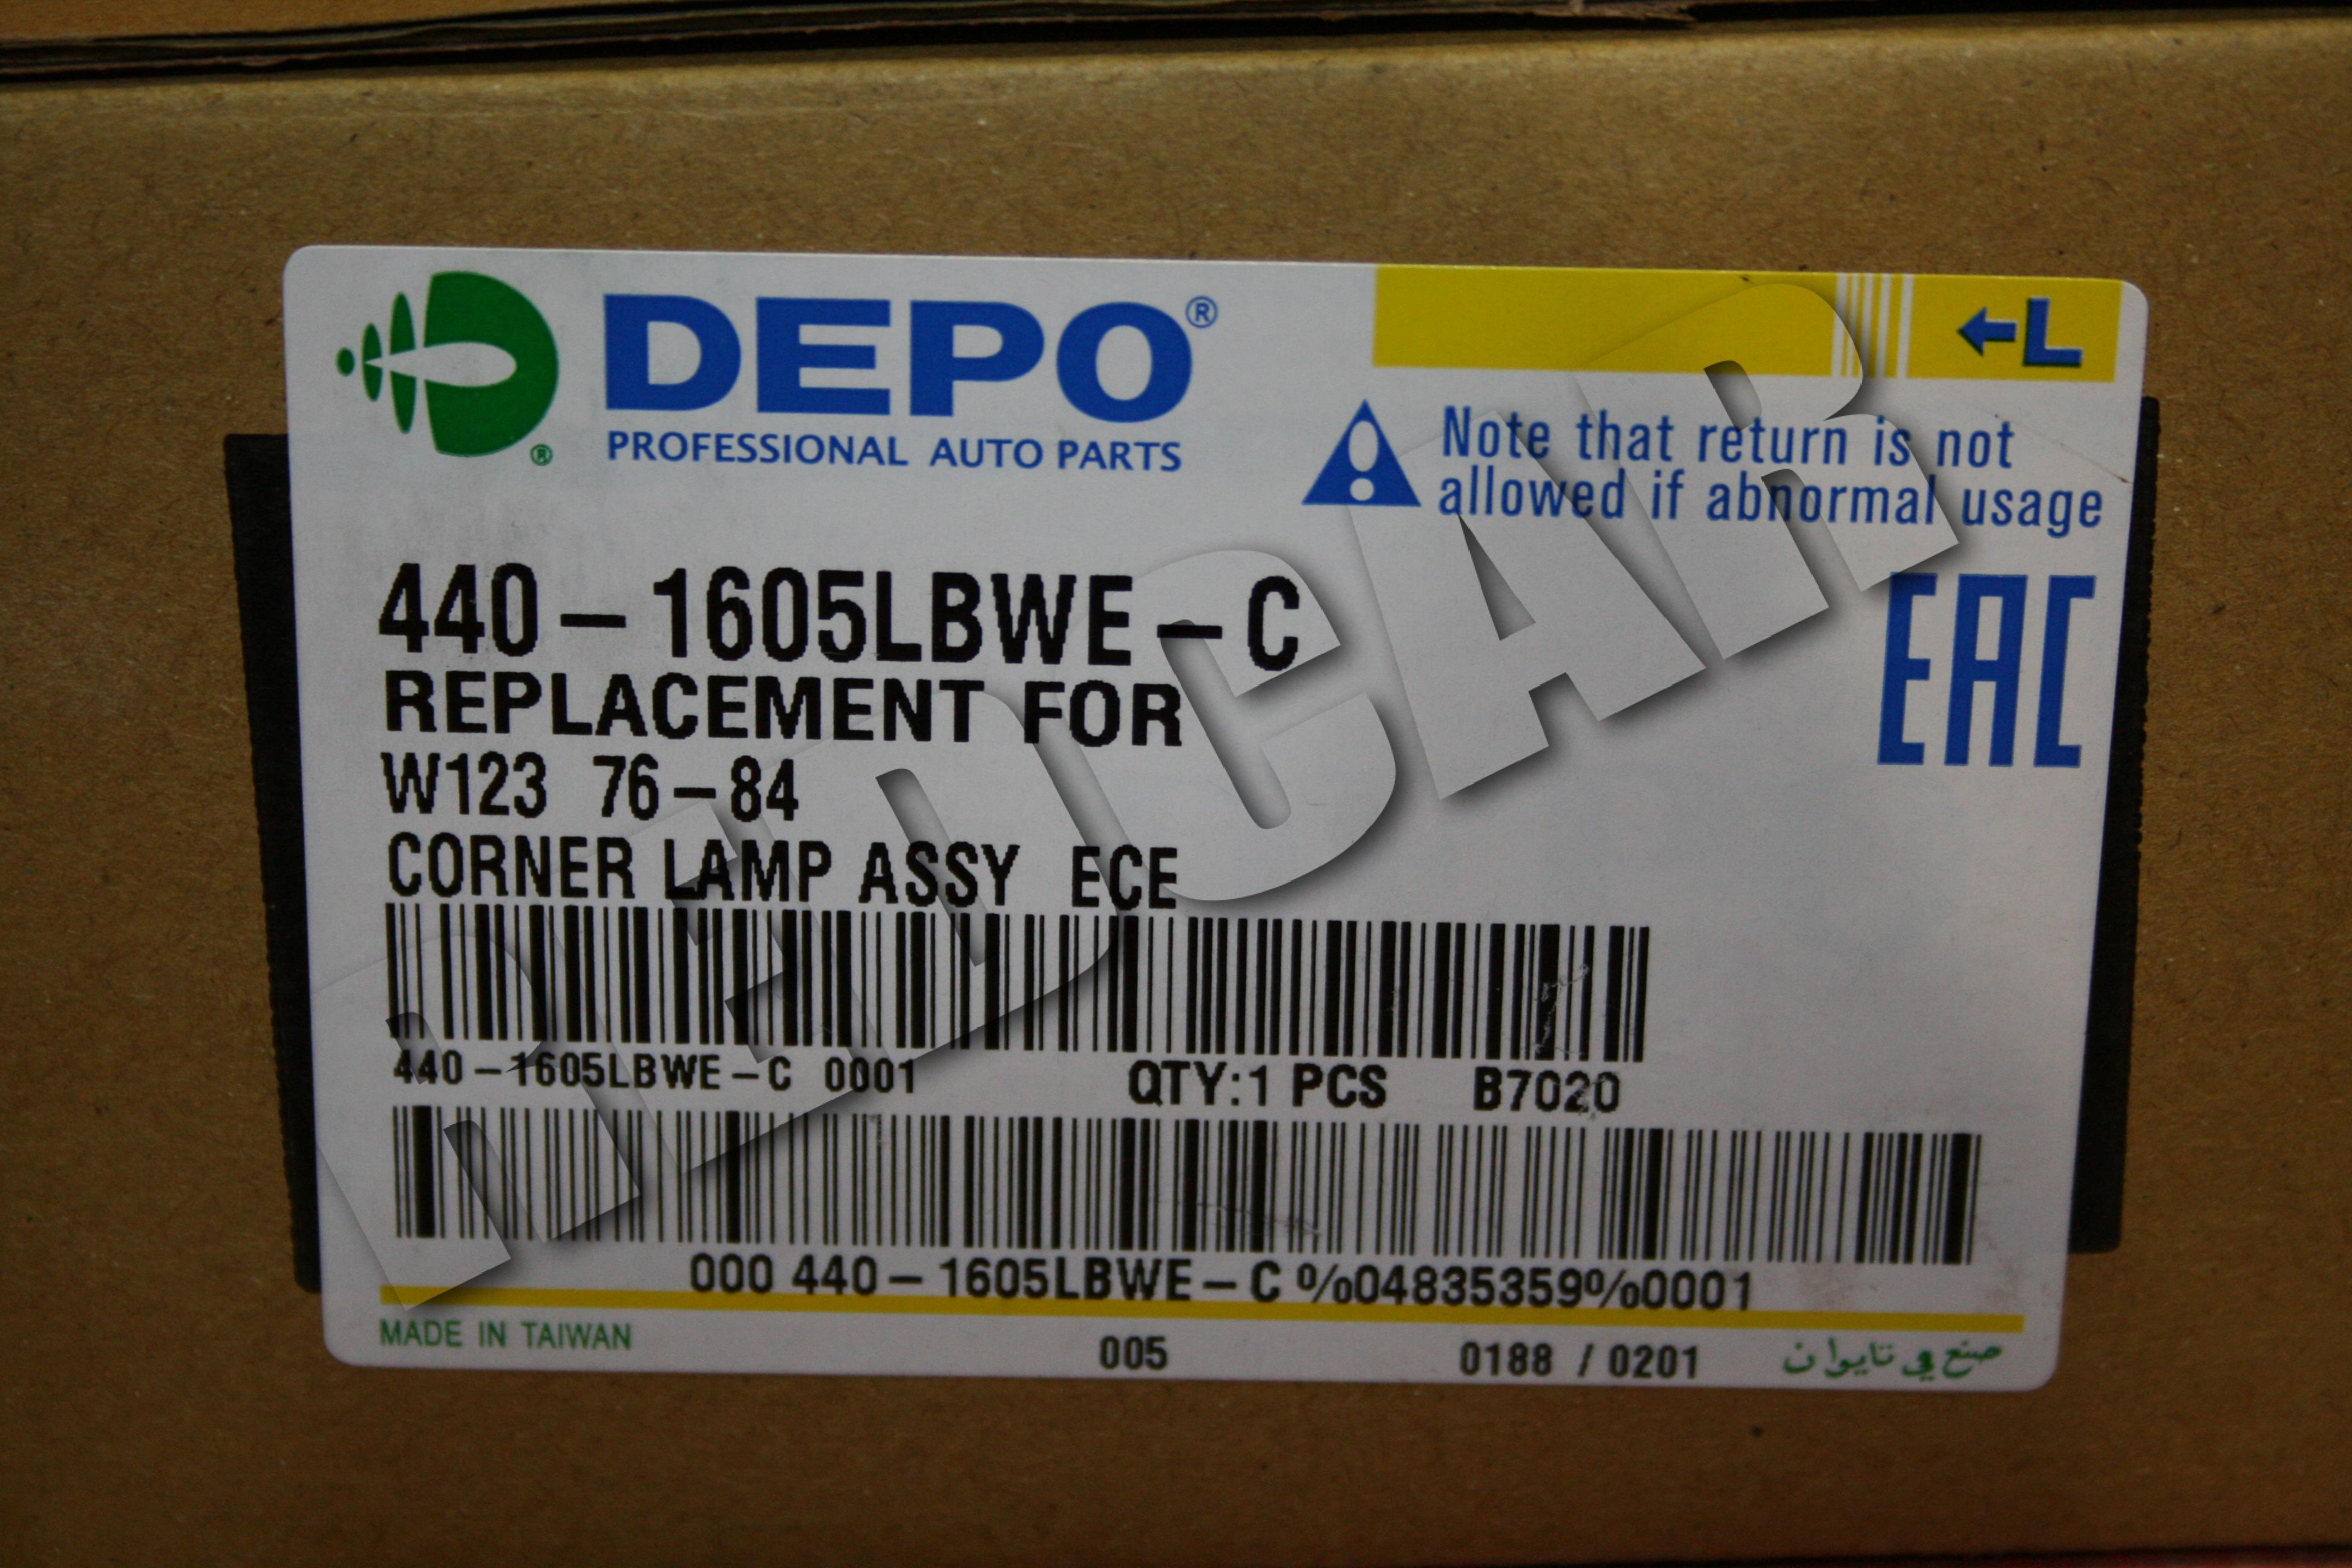 DEPO®
PROFESSIONAL AUTO PARTS
®
←L
Note that return is not
allowed if abnormal usage
440-1605LBWE-C
REPLACEMENT FOR
W123 76-84
CORNER LAMP ASSY ECE
EAC
440-1605LBWE-C 0001 QTY:1 PCS B7020
000 440-1605LBWE-C%04835359%0001
MADE IN TAIWAN 005 0188 / 0201 صنع في تايوان
REDCAR